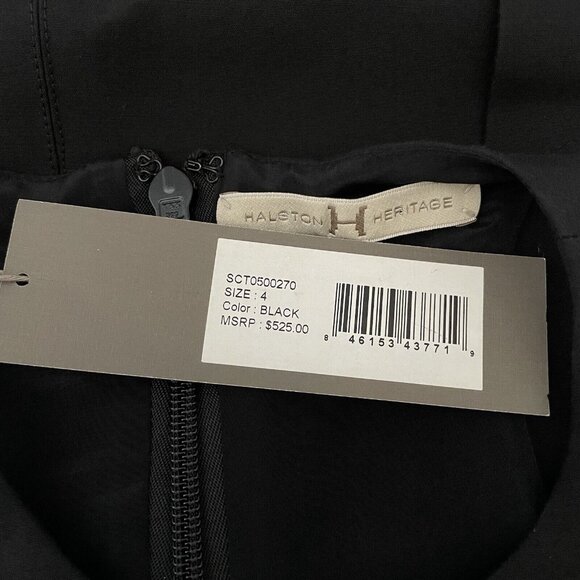 HALSTON H HERITAGE
SCT0500270
SIZE : 4
Color : BLACK
MSRP : $525.00
8 46153 43771 9